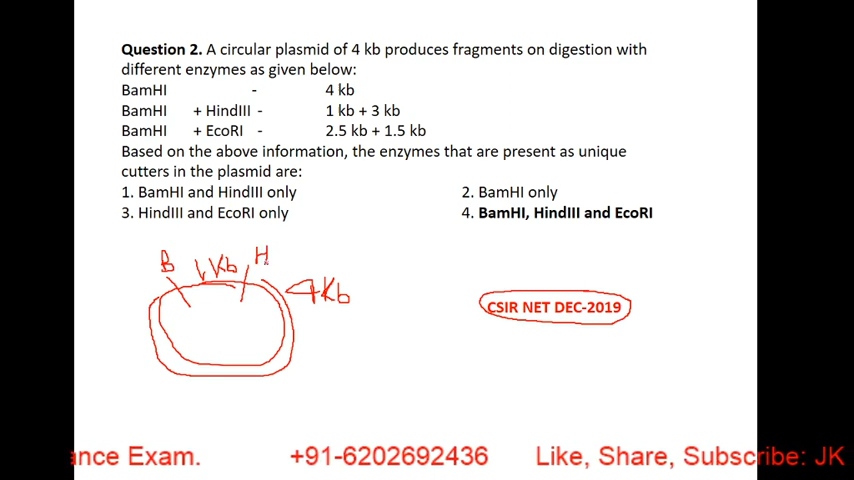 Question 2. A circular plasmid of 4 kb produces fragments on digestion with
different enzymes as given below:
BamHI - 4 kb
BamHI + HindIII - 1 kb + 3 kb
BamHI + EcoRI - 2.5 kb + 1.5 kb
Based on the above information, the enzymes that are present as unique
cutters in the plasmid are:
1. BamHI and HindIII only 2. BamHI only
3. HindIII and EcoRI only 4. BamHI, HindIII and EcoRI
B 1Kb H
4Kb
CSIR NET DEC-2019
ance Exam. +91-6202692436 Like, Share, Subscribe: JK